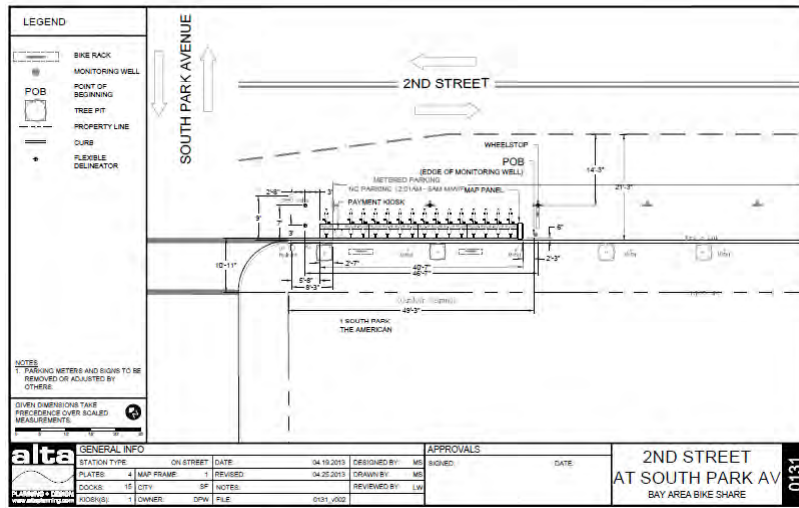 LEGEND
BIKE RACK
MONITORING WELL
POB
POINT OF
BEGINNING
TREE PIT
PROPERTY LINE
CURB
FLEXIBLE
DELINEATOR
NOTES
1. PARKING METERS AND SIGNS TO BE
REMOVED OR ADJUSTED BY
OTHERS.
GIVEN DIMENSIONS TAKE
PRECEDENCE OVER SCALED
MEASUREMENTS.
SOUTH PARK AVENUE
2ND STREET
WHEELSTOP
POB
(EDGE OF MONITORING WELL)
METERED PARKING
MAP PANEL
PAYMENT KIOSK
14'-3"
21'-3"
2'-6"
3'
9'
7'
3'
6"
10'-11"
2'-7"
2'-3"
5'-8"
8'-3"
49'-3"
1 SOUTH PARK
THE AMERICAN
alta
PLANNING + DESIGN
www.altaplanning.com
GENERAL INFO
STATION TYPE: ON STREET DATE: 04.19.2013 DESIGNED BY: MS
PLATES: 4 MAP FRAME: 1 REVISED: 04.25.2013 DRAWN BY: MS
DOCKS: 15 CITY SF NOTES: REVIEWED BY LW
KIOSK(S): 1 OWNER: DPW FILE: 0131_v002
APPROVALS
SIGNED: DATE:
2ND STREET
AT SOUTH PARK AV
BAY AREA BIKE SHARE
0131